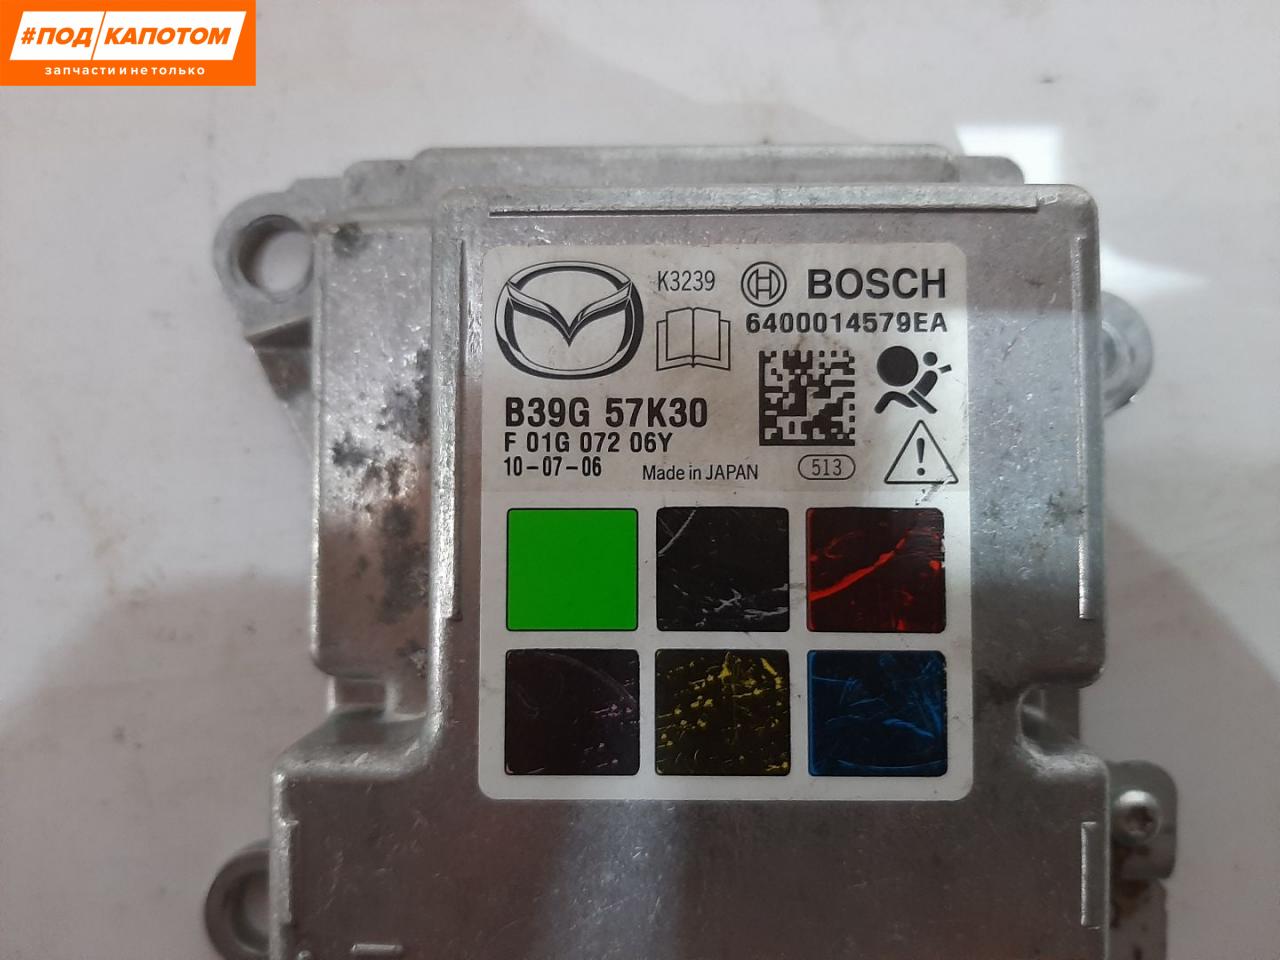 #ПОД/КАПОТОМ
запчасти и не только
K3239
BOSCH
6400014579EA
B39G 57K30
F 01G 072 06Y
10-07-06
Made in JAPAN
513